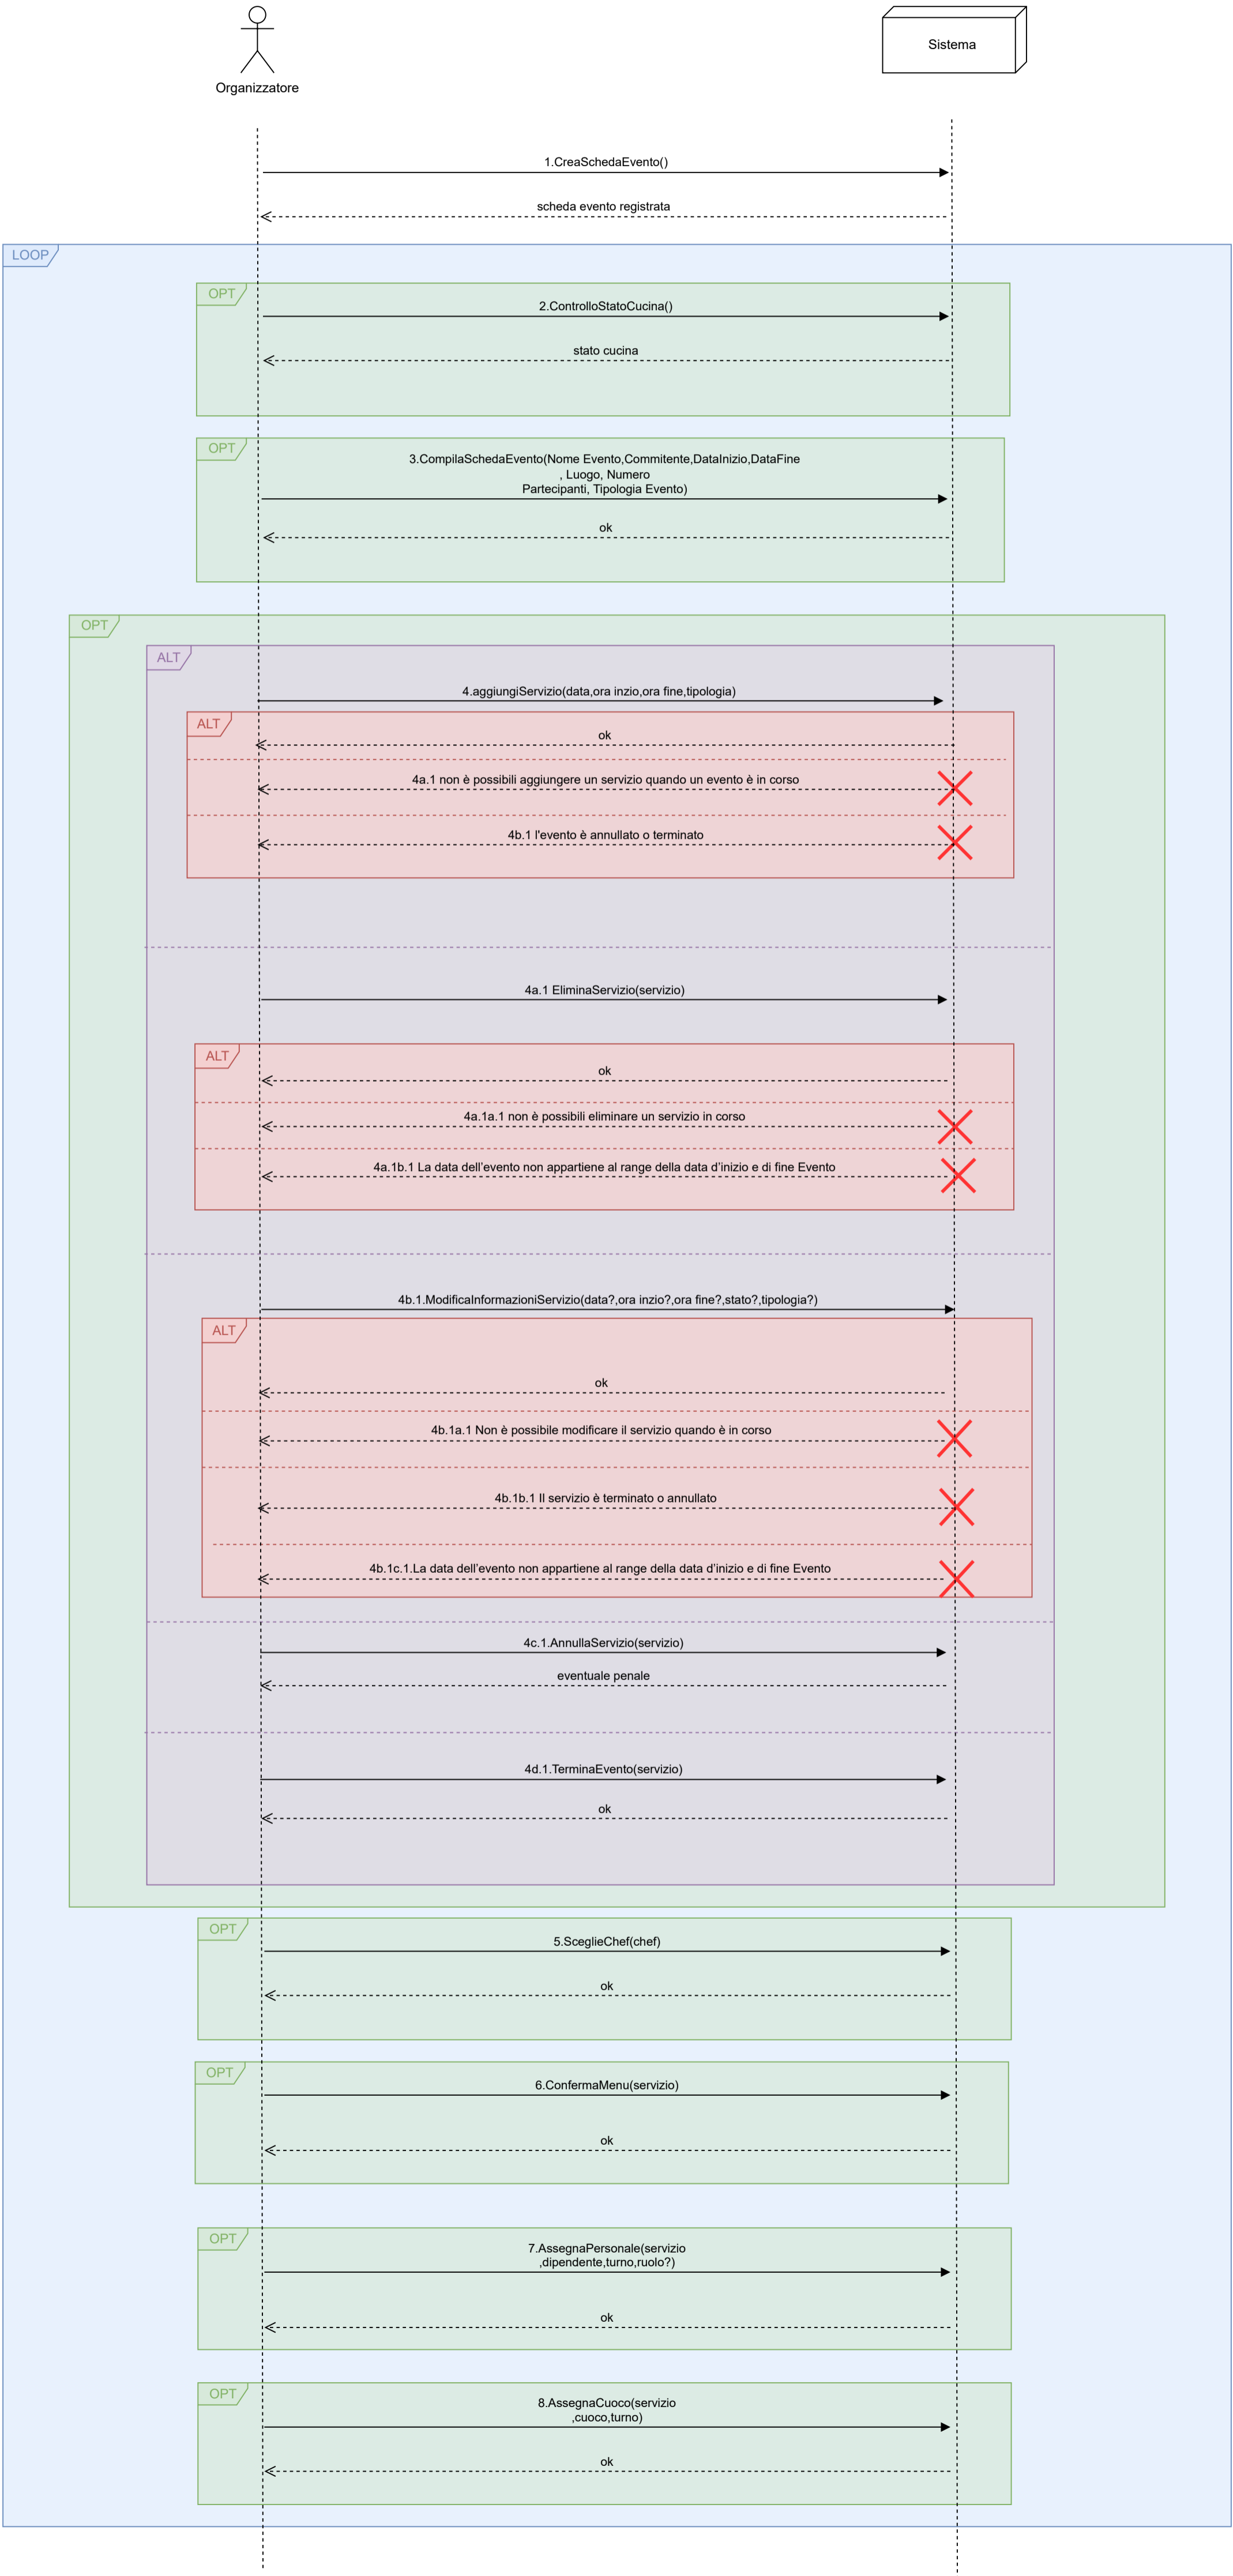 Organizzatore
Sistema
1.CreaSchedaEvento()
scheda evento registrata
LOOP
OPT
2.ControlloStatoCucina()
stato cucina
OPT
3.CompilaSchedaEvento(Nome Evento,Commitente,DataInizio,DataFine
, Luogo, Numero
Partecipanti, Tipologia Evento)
ok
OPT
ALT
4.aggiungiServizio(data,ora inzio,ora fine,tipologia)
ALT
ok
4a.1 non è possibili aggiungere un servizio quando un evento è in corso
4b.1 l'evento è annullato o terminato
4a.1 EliminaServizio(servizio)
ALT
ok
4a.1a.1 non è possibili eliminare un servizio in corso
4a.1b.1 La data dell'evento non appartiene al range della data d'inizio e di fine Evento
4b.1.ModificaInformazioniServizio(data?,ora inzio?,ora fine?,stato?,tipologia?)
ALT
ok
4b.1a.1 Non è possibile modificare il servizio quando è in corso
4b.1b.1 Il servizio è terminato o annullato
4b.1c.1.La data dell'evento non appartiene al range della data d'inizio e di fine Evento
4c.1.AnnullaServizio(servizio)
eventuale penale
4d.1.TerminaEvento(servizio)
ok
OPT
5.SceglieChef(chef)
ok
OPT
6.ConfermaMenu(servizio)
ok
OPT
7.AssegnaPersonale(servizio
,dipendente,turno,ruolo?)
ok
OPT
8.AssegnaCuoco(servizio
,cuoco,turno)
ok